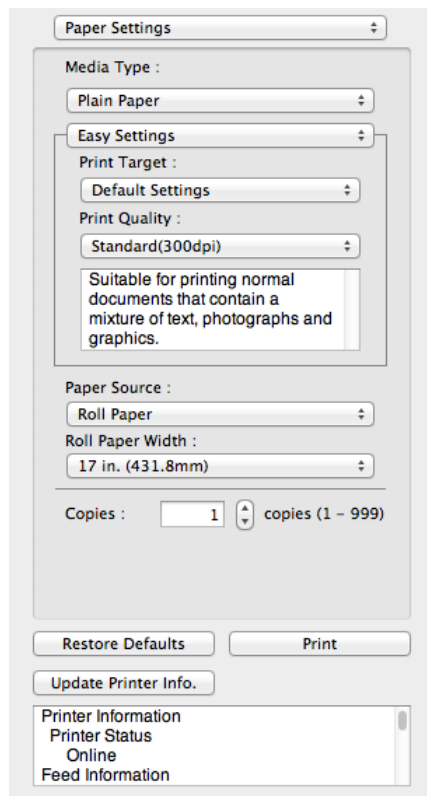 Paper Settings
Media Type :
Plain Paper
Easy Settings
Print Target :
Default Settings
Print Quality :
Standard(300dpi)
Suitable for printing normal
documents that contain a
mixture of text, photographs and
graphics.
Paper Source :
Roll Paper
Roll Paper Width :
17 in. (431.8mm)
Copies : 1 copies (1 – 999)
Restore Defaults Print
Update Printer Info.
Printer Information
Printer Status
Online
Feed Information